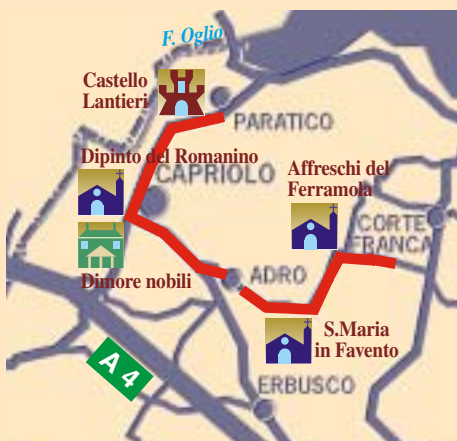 F. Oglio
Castello
Lantieri
PARATICO
Dipinto del Romanino
CAPRIOLO
Affreschi del
Ferramola
CORTE
FRANCA
Dimore nobili
ADRO
S.Maria
in Favento
A 4
ERBUSCO